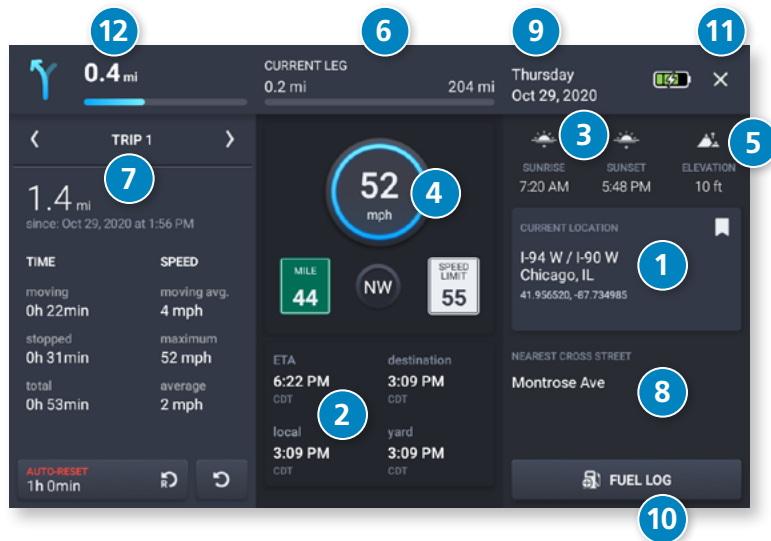 12
6
9
11
0.4 mi
CURRENT LEG
0.2 mi
204 mi
Thursday
Oct 29, 2020
TRIP 1
7
1.4 mi
since: Oct 29, 2020 at 1:56 PM
TIME
SPEED
moving
moving avg.
0h 22min
4 mph
stopped
maximum
0h 31min
52 mph
total
average
0h 53min
2 mph
AUTO-RESET
1h 0min
R
52
mph
4
MILE
44
NW
SPEED
LIMIT
55
ETA
destination
6:22 PM
3:09 PM
CDT
CDT
2
local
yard
3:09 PM
3:09 PM
CDT
CDT
3
5
SUNRISE
SUNSET
ELEVATION
7:20 AM
5:48 PM
10 ft
CURRENT LOCATION
I-94 W / I-90 W
Chicago, IL
41.956520, -87.734985
1
NEAREST CROSS STREET
Montrose Ave
8
FUEL LOG
10